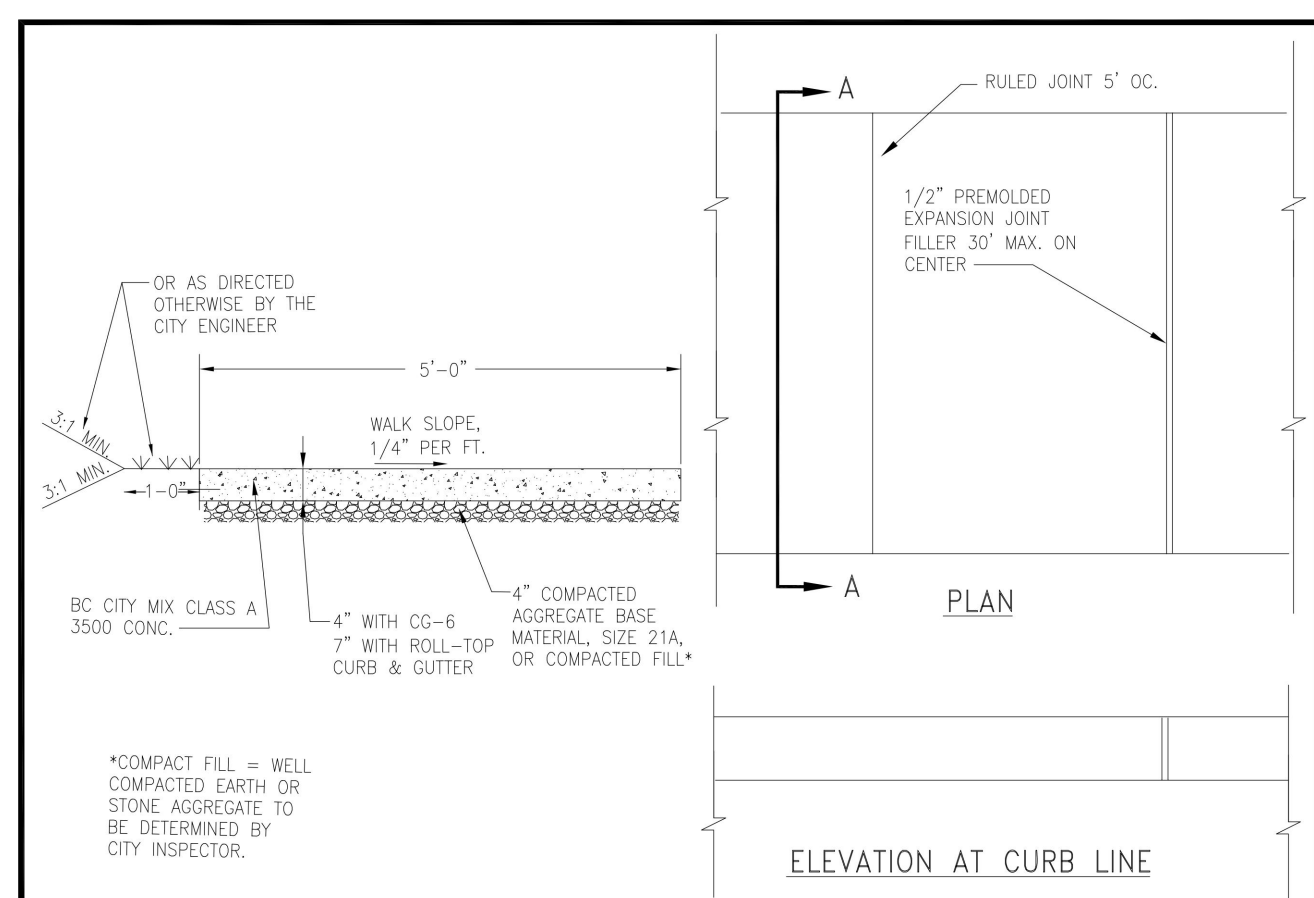 OR AS DIRECTED
OTHERWISE BY THE
CITY ENGINEER
5'-0"
WALK SLOPE,
1/4" PER FT.
3:1 MIN.
3:1 MIN.
1-0"
BC CITY MIX CLASS A
3500 CONC.
4" WITH CG-6
7" WITH ROLL-TOP
CURB & GUTTER
4" COMPACTED
AGGREGATE BASE
MATERIAL, SIZE 21A,
OR COMPACTED FILL*
*COMPACT FILL = WELL
COMPACTED EARTH OR
STONE AGGREGATE TO
BE DETERMINED BY
CITY INSPECTOR.
A
RULED JOINT 5' OC.
1/2" PREMOLDED
EXPANSION JOINT
FILLER 30' MAX. ON
CENTER
A
PLAN
ELEVATION AT CURB LINE